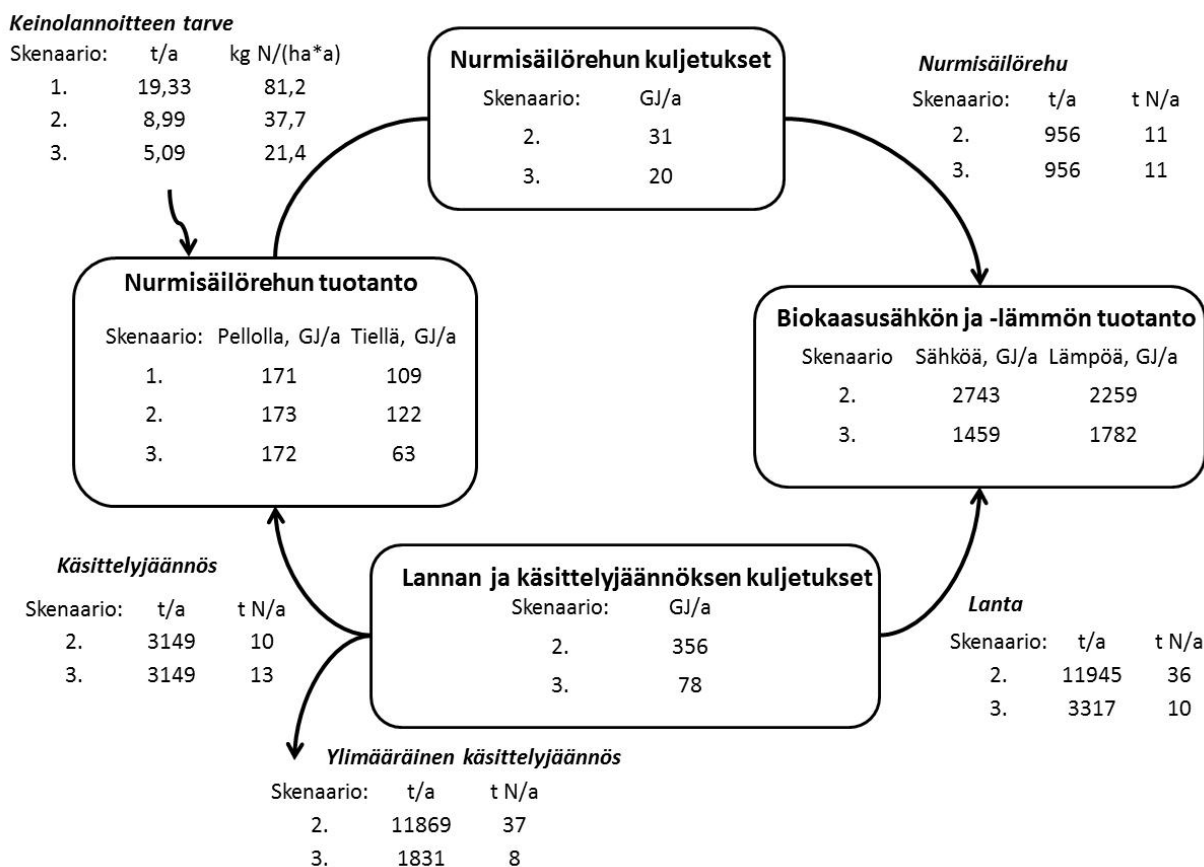 Keinolannoitteen tarve
Skenaario: t/a kg N/(ha*a)
1. 19,33 81,2
2. 8,99 37,7
3. 5,09 21,4
Nurmisäilörehun kuljetukset
Skenaario: GJ/a
2. 31
3. 20
Nurmisäilörehu
Skenaario: t/a t N/a
2. 956 11
3. 956 11
Nurmisäilörehun tuotanto
Skenaario: Pellolla, GJ/a Tiellä, GJ/a
1. 171 109
2. 173 122
3. 172 63
Biokaasusähkön ja -lämmön tuotanto
Skenaario Sähköä, GJ/a Lämpöä, GJ/a
2. 2743 2259
3. 1459 1782
Käsittelyjäännös
Skenaario: t/a t N/a
2. 3149 10
3. 3149 13
Lannan ja käsittelyjäännöksen kuljetukset
Skenaario: GJ/a
2. 356
3. 78
Lanta
Skenaario: t/a t N/a
2. 11945 36
3. 3317 10
Ylimääräinen käsittelyjäännös
Skenaario: t/a t N/a
2. 11869 37
3. 1831 8